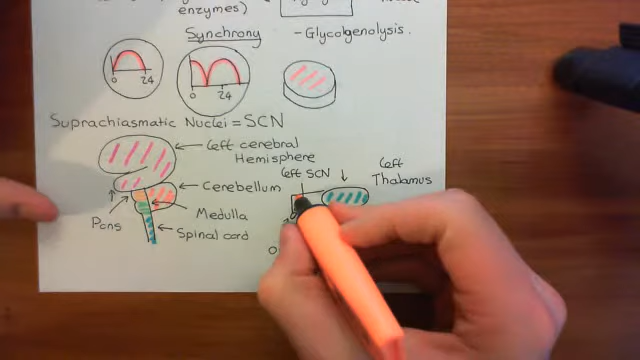 enzymes)
Synchrony
- Glycolgenolysis.
0 24
0 24
Suprachiasmatic Nuclei = SCN
Left cerebral
Hemisphere
Left SCN
Left
Thalamus
Cerebellum
Medulla
Pons
Spinal cord